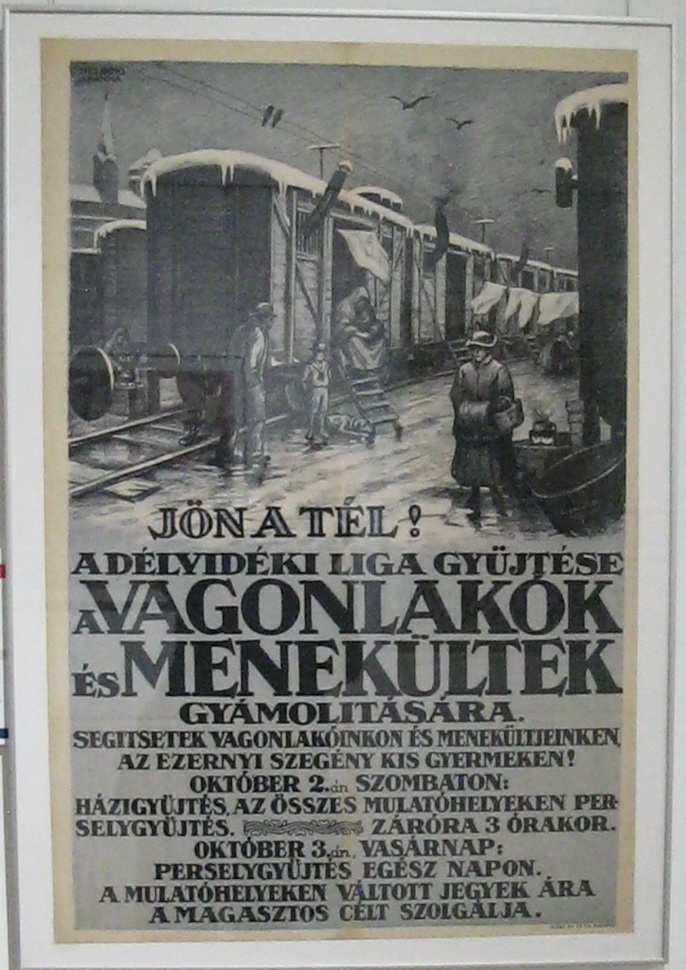 JÖN A TÉL!
A DÉLVIDÉKI LIGA GYÜJTÉSE
A VAGONLAKÓK
ÉS MENEKÜLTEK
GYÁMOLITÁSÁRA.
SEGITSETEK VAGONLAKÓINKON ÉS MENEKÜLTJEINKEN,
AZ EZERNYI SZEGÉNY KIS GYERMEKEN!
OKTÓBER 2.án SZOMBATON:
HÁZIGYÜJTÉS, AZ ÖSSZES MULATÓHELYEKEN PER-
SELYGYÜJTÉS. ZÁRÓRA 3 ÓRAKOR.
OKTÓBER 3.án, VASÁRNAP:
PERSELYGYÜJTÉS EGÉSZ NAPON.
A MULATÓHELYEKEN VÁLTOTT JEGYEK ÁRA
A MAGASZTOS CÉLT SZOLGÁLJA.